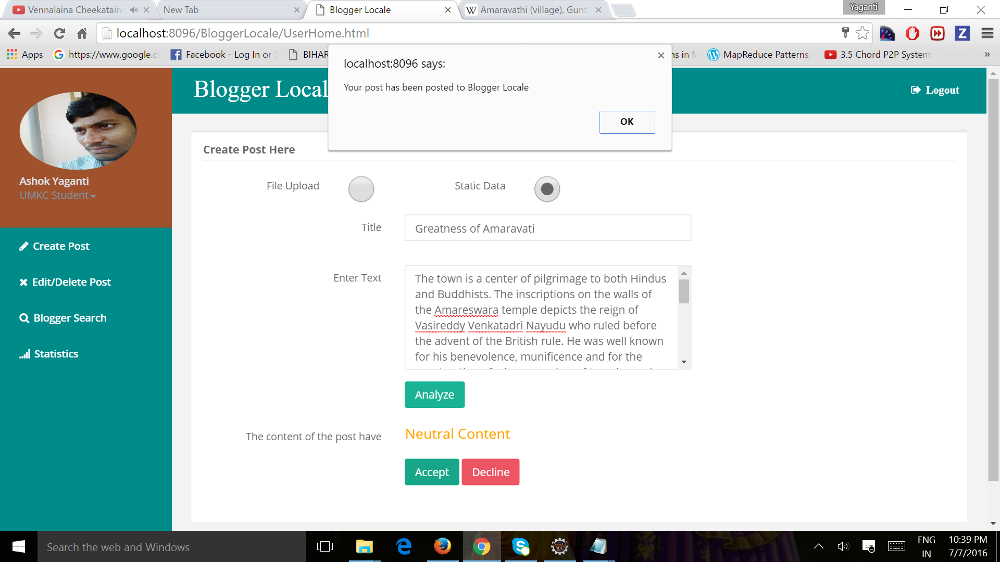 Vennalaina Cheekatain
New Tab
Blogger Locale
Amaravathi (village), Gunt
Yaganti
localhost:8096/BloggerLocale/UserHome.html
Apps
https://www.google.c
Facebook - Log In or
BIHAR
s in
MapReduce Patterns,
3.5 Chord P2P System
»
localhost:8096 says:
Your post has been posted to Blogger Locale
OK
Blogger Local
Logout
Ashok Yaganti
UMKC Student
Create Post
Edit/Delete Post
Blogger Search
Statistics
Create Post Here
File Upload
Static Data
Title
Greatness of Amaravati
Enter Text
The town is a center of pilgrimage to both Hindus
and Buddhists. The inscriptions on the walls of
the Amareswara temple depicts the reign of
Vasireddy Venkatadri Nayudu who ruled before
the advent of the British rule. He was well known
for his benevolence, munificence and for the
Analyze
The content of the post have
Neutral Content
Accept
Decline
Search the web and Windows
ENG
IN
10:39 PM
7/7/2016